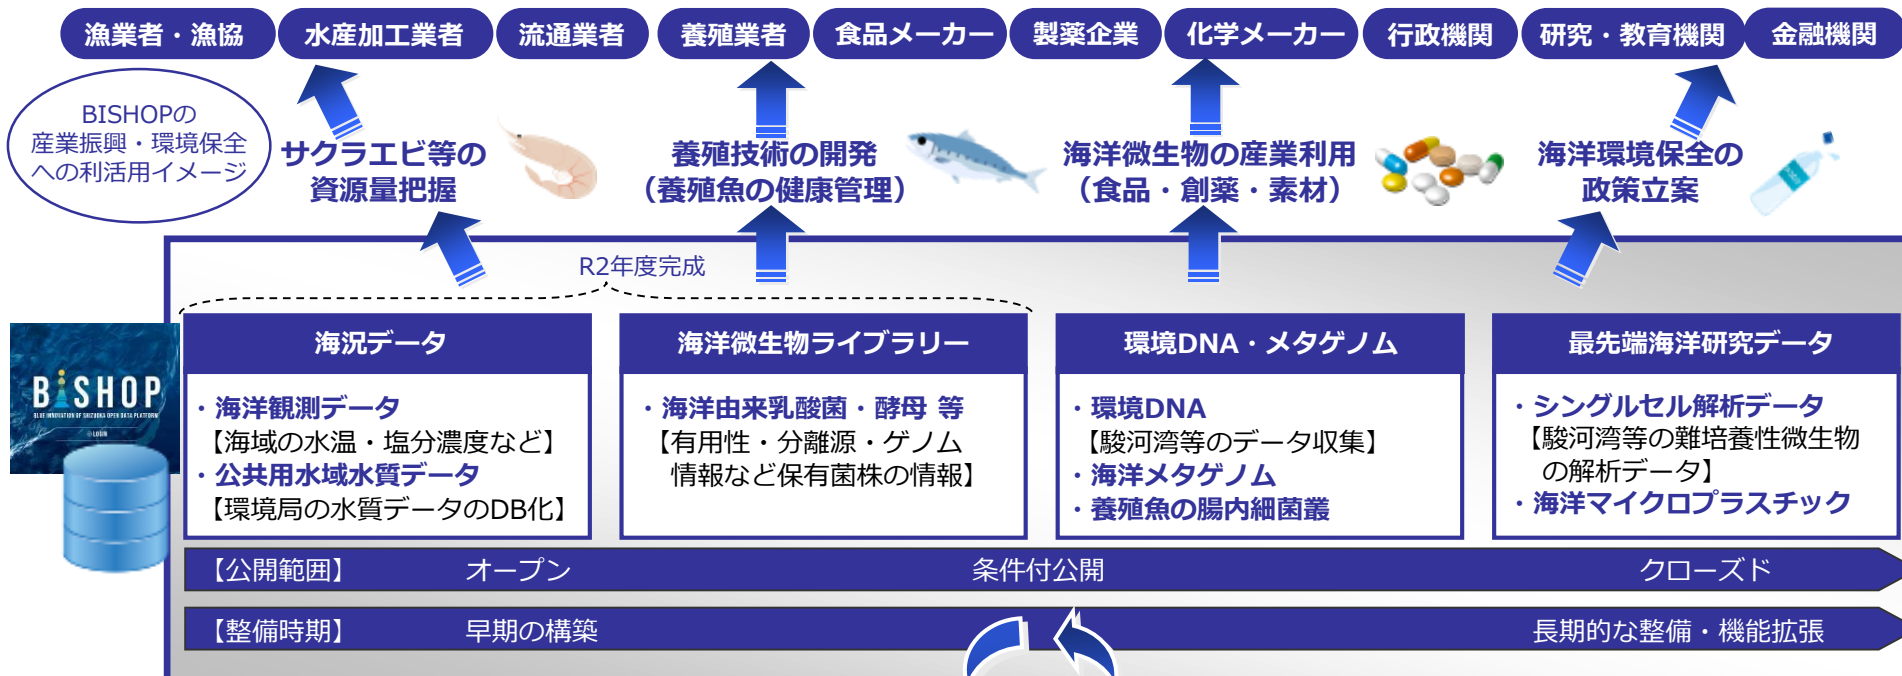 漁業者・漁協 水産加工業者 流通業者 養殖業者 食品メーカー 製薬企業 化学メーカー 行政機関 研究・教育機関 金融機関
BISHOPの
産業振興・環境保全
への利活用イメージ
サクラエビ等の
資源量把握
養殖技術の開発
（養殖魚の健康管理）
海洋微生物の産業利用
（食品・創薬・素材）
海洋環境保全の
政策立案
R2年度完成
BISHOP
BLUE INNOVATION OF SHIZUOKA OPEN DATA PLATFORM
LOGIN
海況データ
・海洋観測データ
【海域の水温・塩分濃度など】
・公共用水域水質データ
【環境局の水質データのDB化】
海洋微生物ライブラリー
・海洋由来乳酸菌・酵母 等
【有用性・分離源・ゲノム
情報など保有菌株の情報】
環境DNA・メタゲノム
・環境DNA
【駿河湾等のデータ収集】
・海洋メタゲノム
・養殖魚の腸内細菌叢
最先端海洋研究データ
・シングルセル解析データ
【駿河湾等の難培養性微生物
の解析データ】
・海洋マイクロプラスチック
【公開範囲】 オープン 条件付公開 クローズド
【整備時期】 早期の構築 長期的な整備・機能拡張